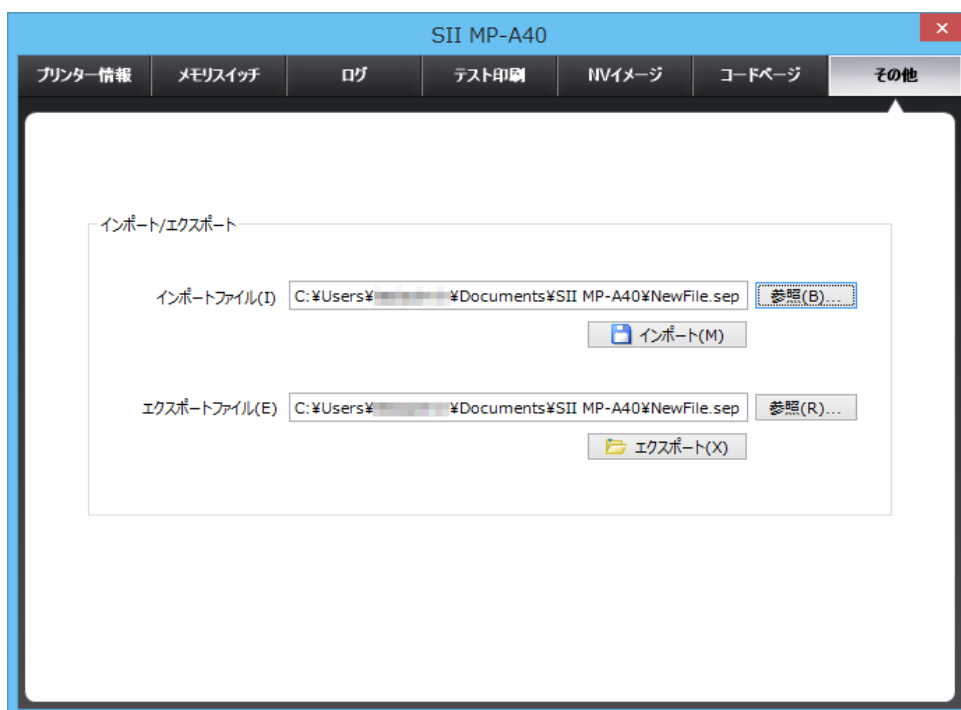 SII MP-A40
プリンター情報 メモリスイッチ ログ テスト印刷 NVイメージ コードページ その他
インポート/エクスポート
インポートファイル(I) C:¥Users¥ ¥Documents¥SII MP-A40¥NewFile.sep 参照(B)...
インポート(M)
エクスポートファイル(E) C:¥Users¥ ¥Documents¥SII MP-A40¥NewFile.sep 参照(R)...
エクスポート(X)